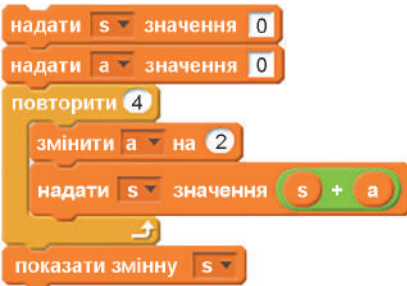 надати s значення 0
надати a значення 0
повторити 4
змінити a на 2
надати s значення s + a
показати змінну s